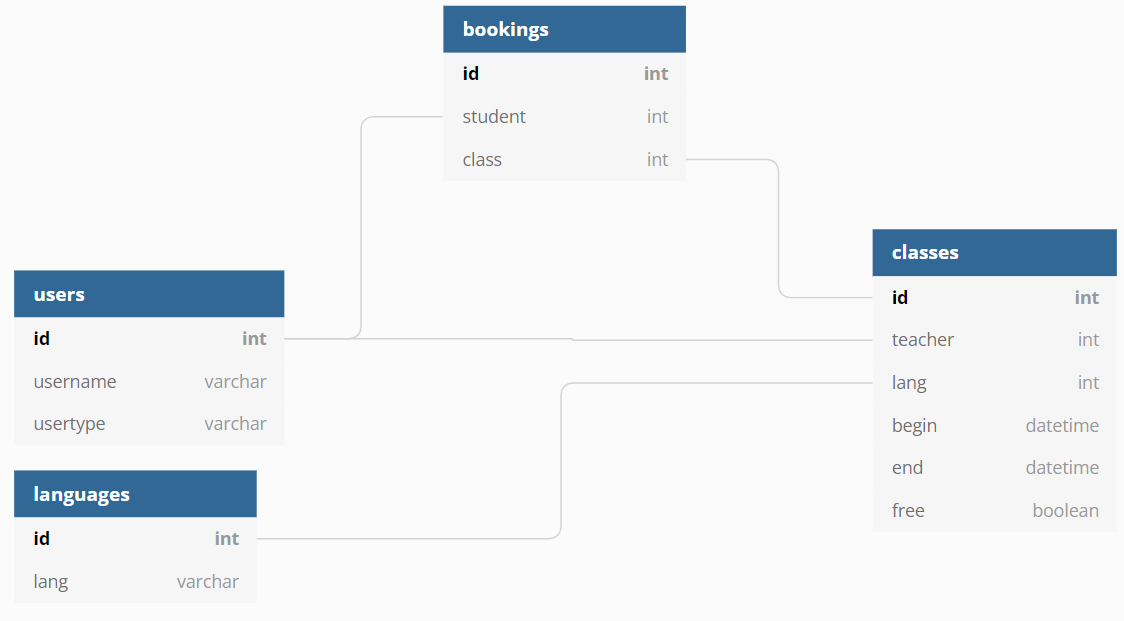 bookings
id int
student int
class int
users
id int
username varchar
usertype varchar
languages
id int
lang varchar
classes
id int
teacher int
lang int
begin datetime
end datetime
free boolean